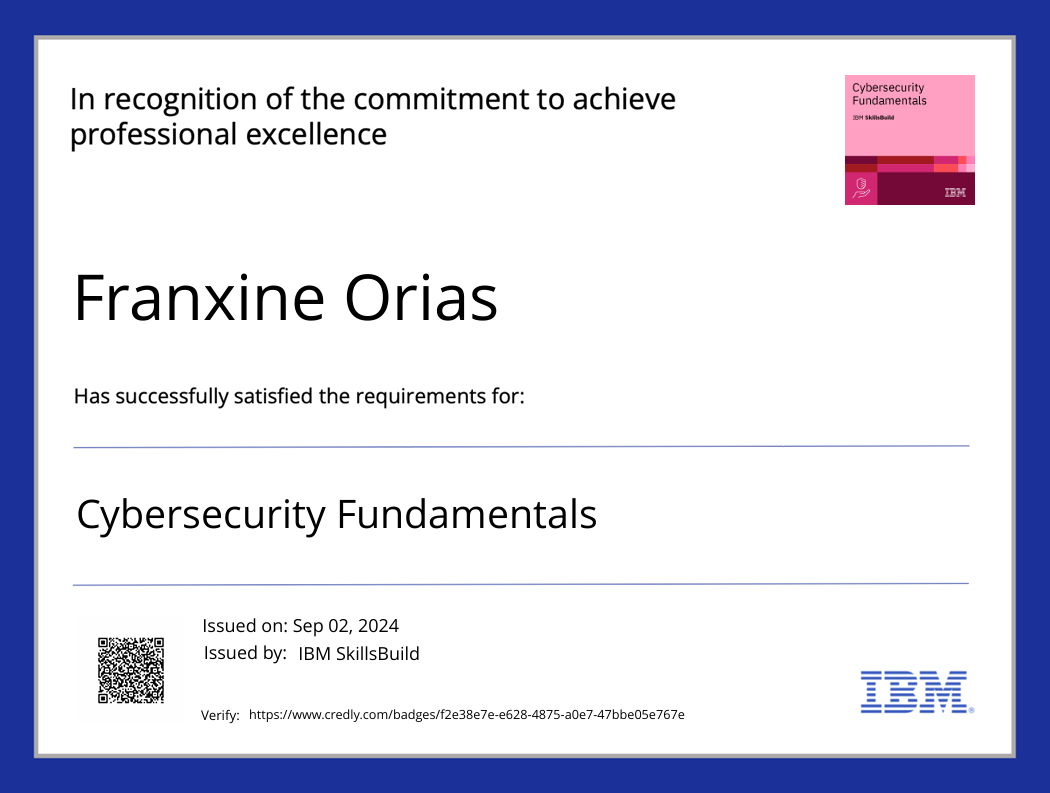 In recognition of the commitment to achieve
professional excellence
Cybersecurity
Fundamentals
IBM SkillsBuild
IBM
Franxine Orias
Has successfully satisfied the requirements for:
Cybersecurity Fundamentals
Issued on: Sep 02, 2024
Issued by: IBM SkillsBuild
Verify: https://www.credly.com/badges/f2e38e7e-e628-4875-a0e7-47bbe05e767e
IBM®